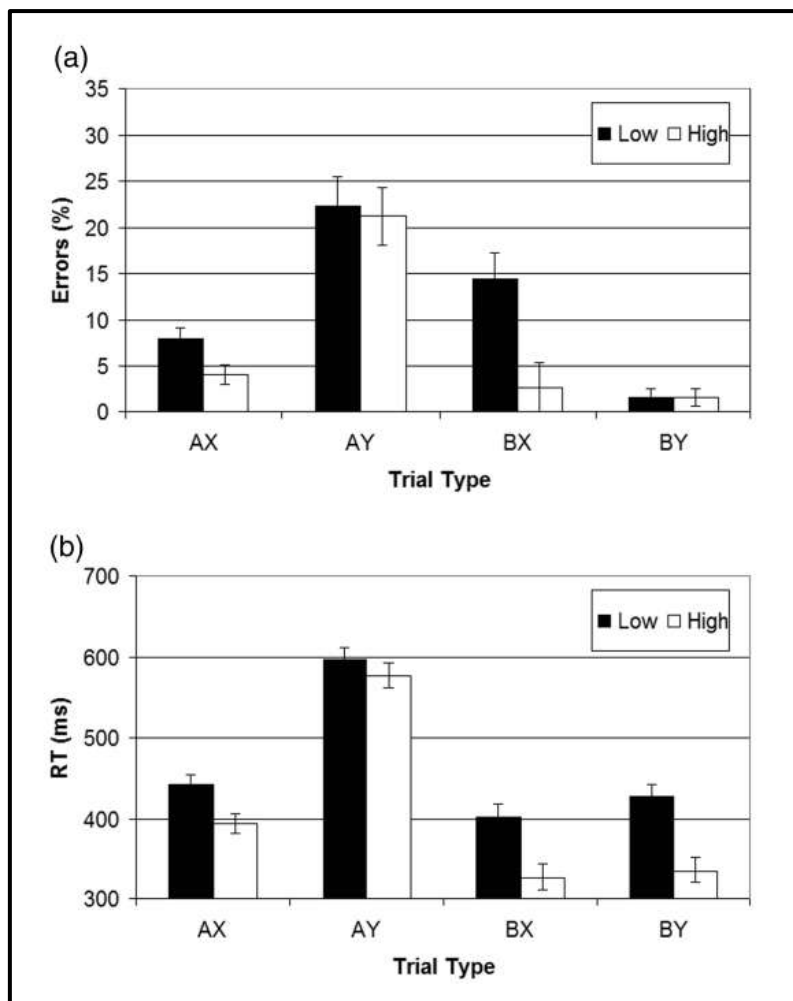 (a)
35
30
25
20
15
10
5
0
Errors (%)
Low High
AX AY BX BY
Trial Type
(b)
700
600
500
400
300
RT (ms)
Low High
AX AY BX BY
Trial Type